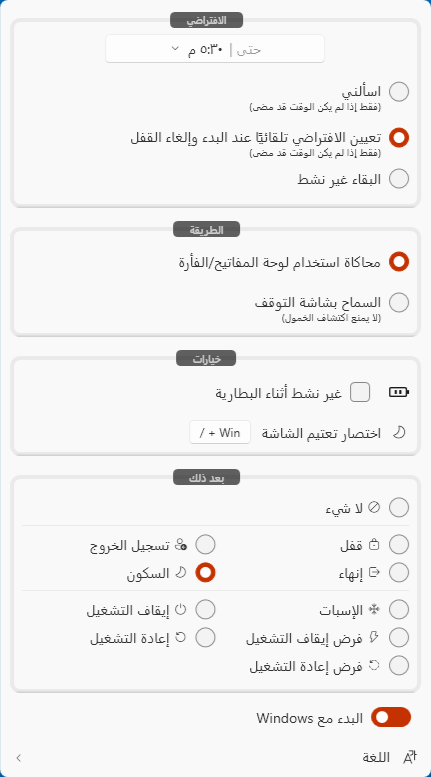 الافتراضي
حتى | ٥:٣٠ م
اسألني
(فقط إذا لم يكن الوقت قد مضى)
تعيين الافتراضي تلقائيًا عند البدء وإلغاء القفل
(فقط إذا لم يكن الوقت قد مضى)
البقاء غير نشط
الطريقة
محاكاة استخدام لوحة المفاتيح/الفأرة
السماح بشاشة التوقف
(لا يمنع اكتشاف الخمول)
خيارات
غير نشط أثناء البطارية
اختصار تعتيم الشاشة Win + /
بعد ذلك
لا شيء
قفل تسجيل الخروج
إنهاء السكون
الإسبات إيقاف التشغيل
فرض إيقاف التشغيل إعادة التشغيل
فرض إعادة التشغيل
البدء مع Windows
اللغة